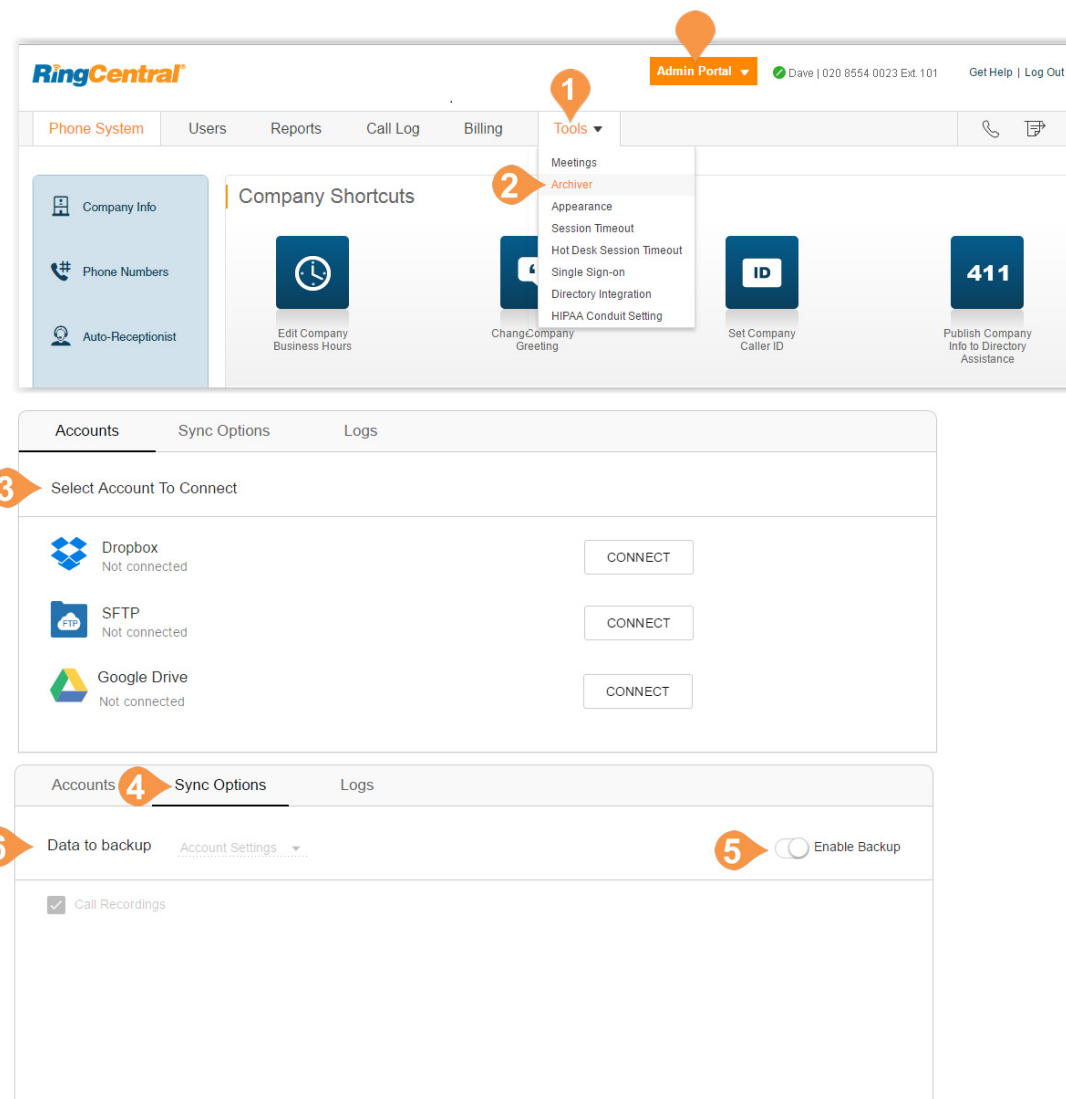 RingCentral®
Admin Portal
Dave | 020 8554 0023 Ext. 101
Get Help | Log Out
1
Phone System
Users
Reports
Call Log
Billing
Tools
Meetings
2
Archiver
Appearance
Session Timeout
Hot Desk Session Timeout
Single Sign-on
Directory Integration
HIPAA Conduit Setting
Company Info
Phone Numbers
Auto-Receptionist
Company Shortcuts
ID
411
Edit Company
Business Hours
Chang Company
Greeting
Set Company
Caller ID
Publish Company
Info to Directory
Assistance
Accounts
Sync Options
Logs
3
Select Account To Connect
Dropbox
Not connected
CONNECT
FTP
SFTP
Not connected
CONNECT
Google Drive
Not connected
CONNECT
Accounts
4
Sync Options
Logs
6
Data to backup
Account Settings
5
Enable Backup
Call Recordings